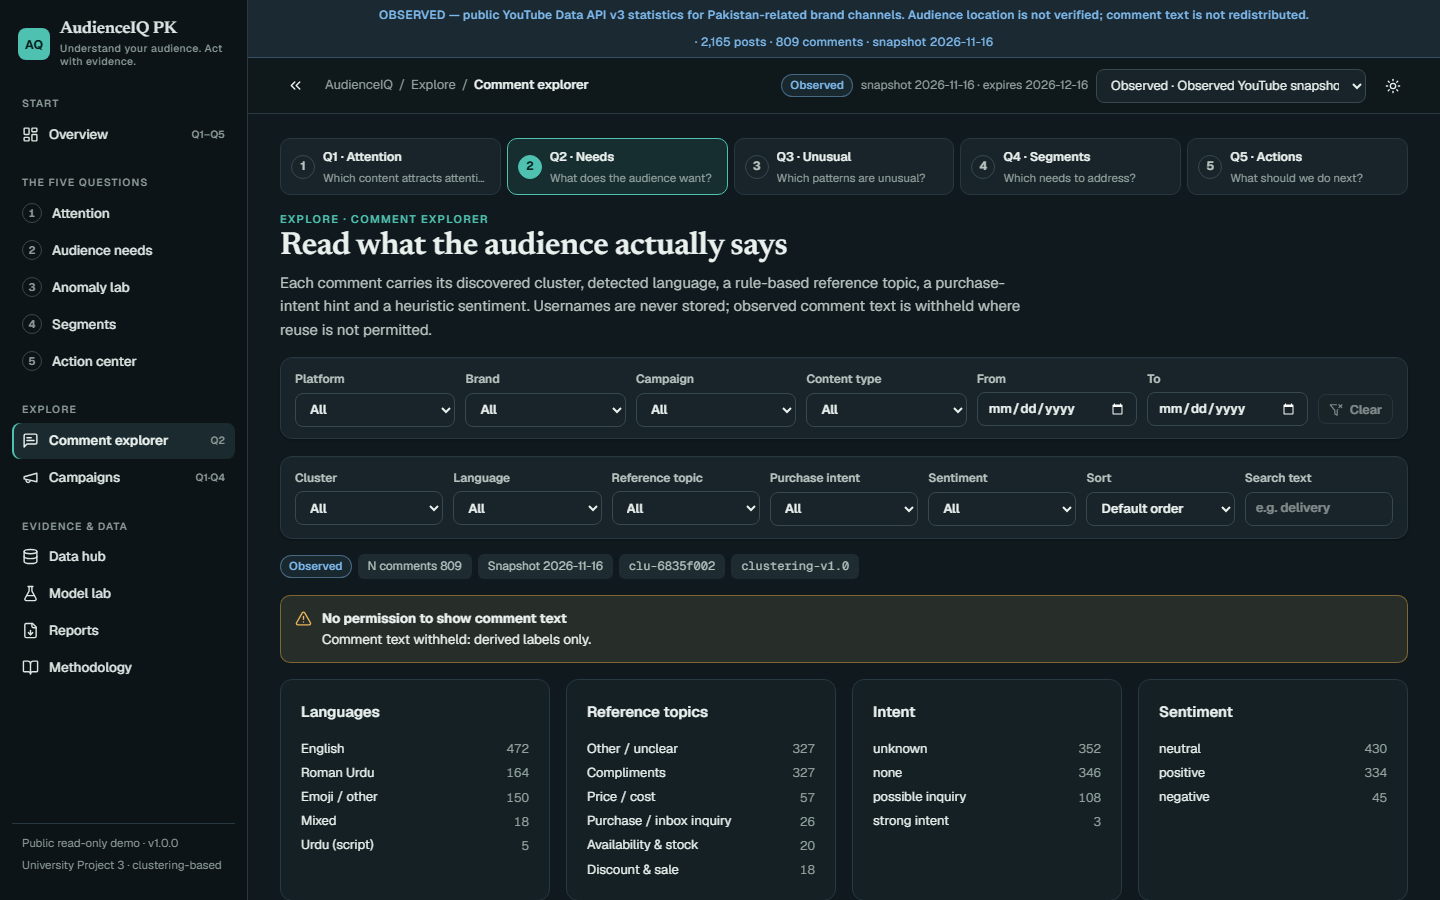 AQ
AudienceIQ PK
Understand your audience. Act
with evidence.
START
Overview Q1–Q5
THE FIVE QUESTIONS
1 Attention
2 Audience needs
3 Anomaly lab
4 Segments
5 Action center
EXPLORE
Comment explorer Q2
Campaigns Q1-Q4
EVIDENCE & DATA
Data hub
Model lab
Reports
Methodology
Public read-only demo · v1.0.0
University Project 3 · clustering-based
OBSERVED — public YouTube Data API v3 statistics for Pakistan-related brand channels. Audience location is not verified; comment text is not redistributed.
· 2,165 posts · 809 comments · snapshot 2026-11-16
AudienceIQ / Explore / Comment explorer
Observed snapshot 2026-11-16 · expires 2026-12-16 Observed · Observed YouTube snapsho
1 Q1 · Attention
Which content attracts attenti...
2 Q2 · Needs
What does the audience want?
3 Q3 · Unusual
Which patterns are unusual?
4 Q4 · Segments
Which needs to address?
5 Q5 · Actions
What should we do next?
EXPLORE · COMMENT EXPLORER
Read what the audience actually says
Each comment carries its discovered cluster, detected language, a rule-based reference topic, a purchase-
intent hint and a heuristic sentiment. Usernames are never stored; observed comment text is withheld where
reuse is not permitted.
Platform Brand Campaign Content type From To
All All All All mm/dd/yyyy mm/dd/yyyy Clear
Cluster Language Reference topic Purchase intent Sentiment Sort Search text
All All All All All Default order e.g. delivery
Observed N comments 809 Snapshot 2026-11-16 clu-6835f002 clustering-v1.0
No permission to show comment text
Comment text withheld: derived labels only.
Languages
English 472
Roman Urdu 164
Emoji / other 150
Mixed 18
Urdu (script) 5
Reference topics
Other / unclear 327
Compliments 327
Price / cost 57
Purchase / inbox inquiry 26
Availability & stock 20
Discount & sale 18
Intent
unknown 352
none 346
possible inquiry 108
strong intent 3
Sentiment
neutral 430
positive 334
negative 45